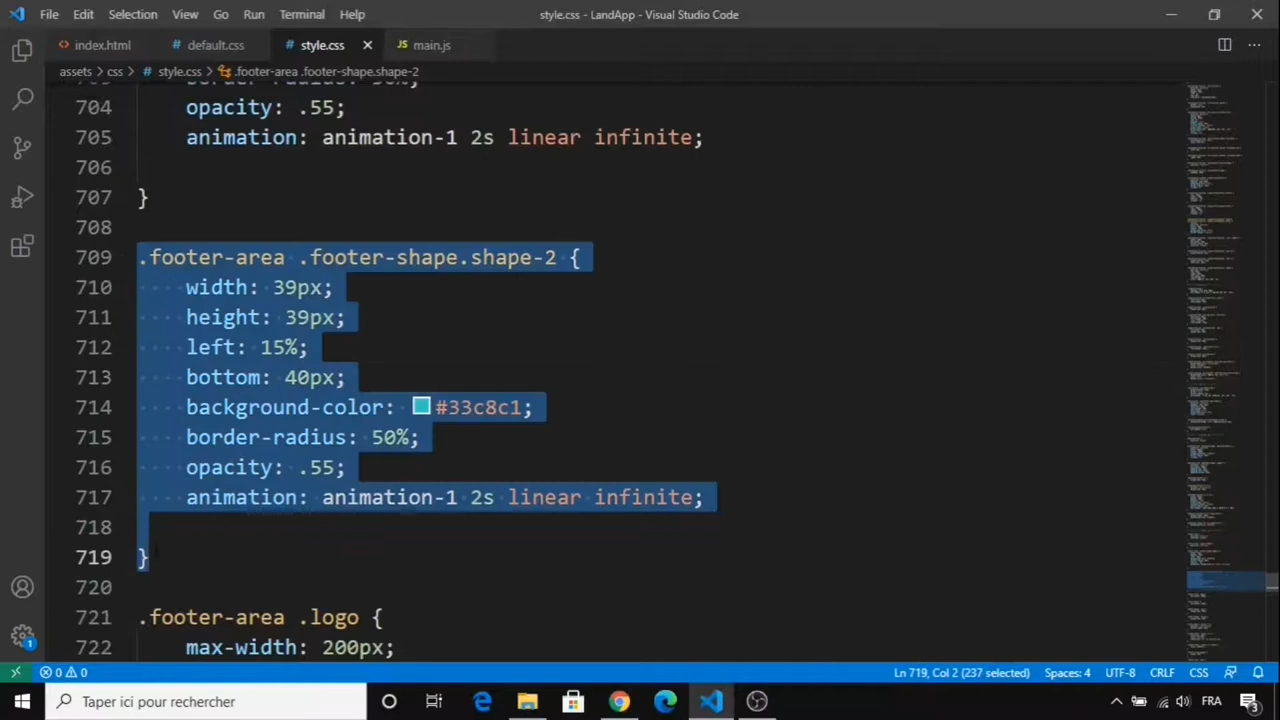 File Edit Selection View Go Run Terminal Help style.css - LandApp - Visual Studio Code
index.html default.css style.css JS main.js
assets > css > style.css > .footer-area .footer-shape.shape-2
704 opacity: .55;
705 animation: animation-1 2s linear infinite;
706
707 }
708
709 .footer-area .footer-shape.shape-2 {
710 width: 39px;
711 height: 39px;
712 left: 15%;
713 bottom: 40px;
714 background-color: #33c8c1;
715 border-radius: 50%;
716 opacity: .55;
717 animation: animation-1 2s linear infinite;
718
719 }
720
721 .footer-area .logo {
722 max-width: 200px;
1
0 0 Ln 719, Col 2 (237 selected) Spaces: 4 UTF-8 CRLF CSS
Taper ici pour rechercher FRA 3